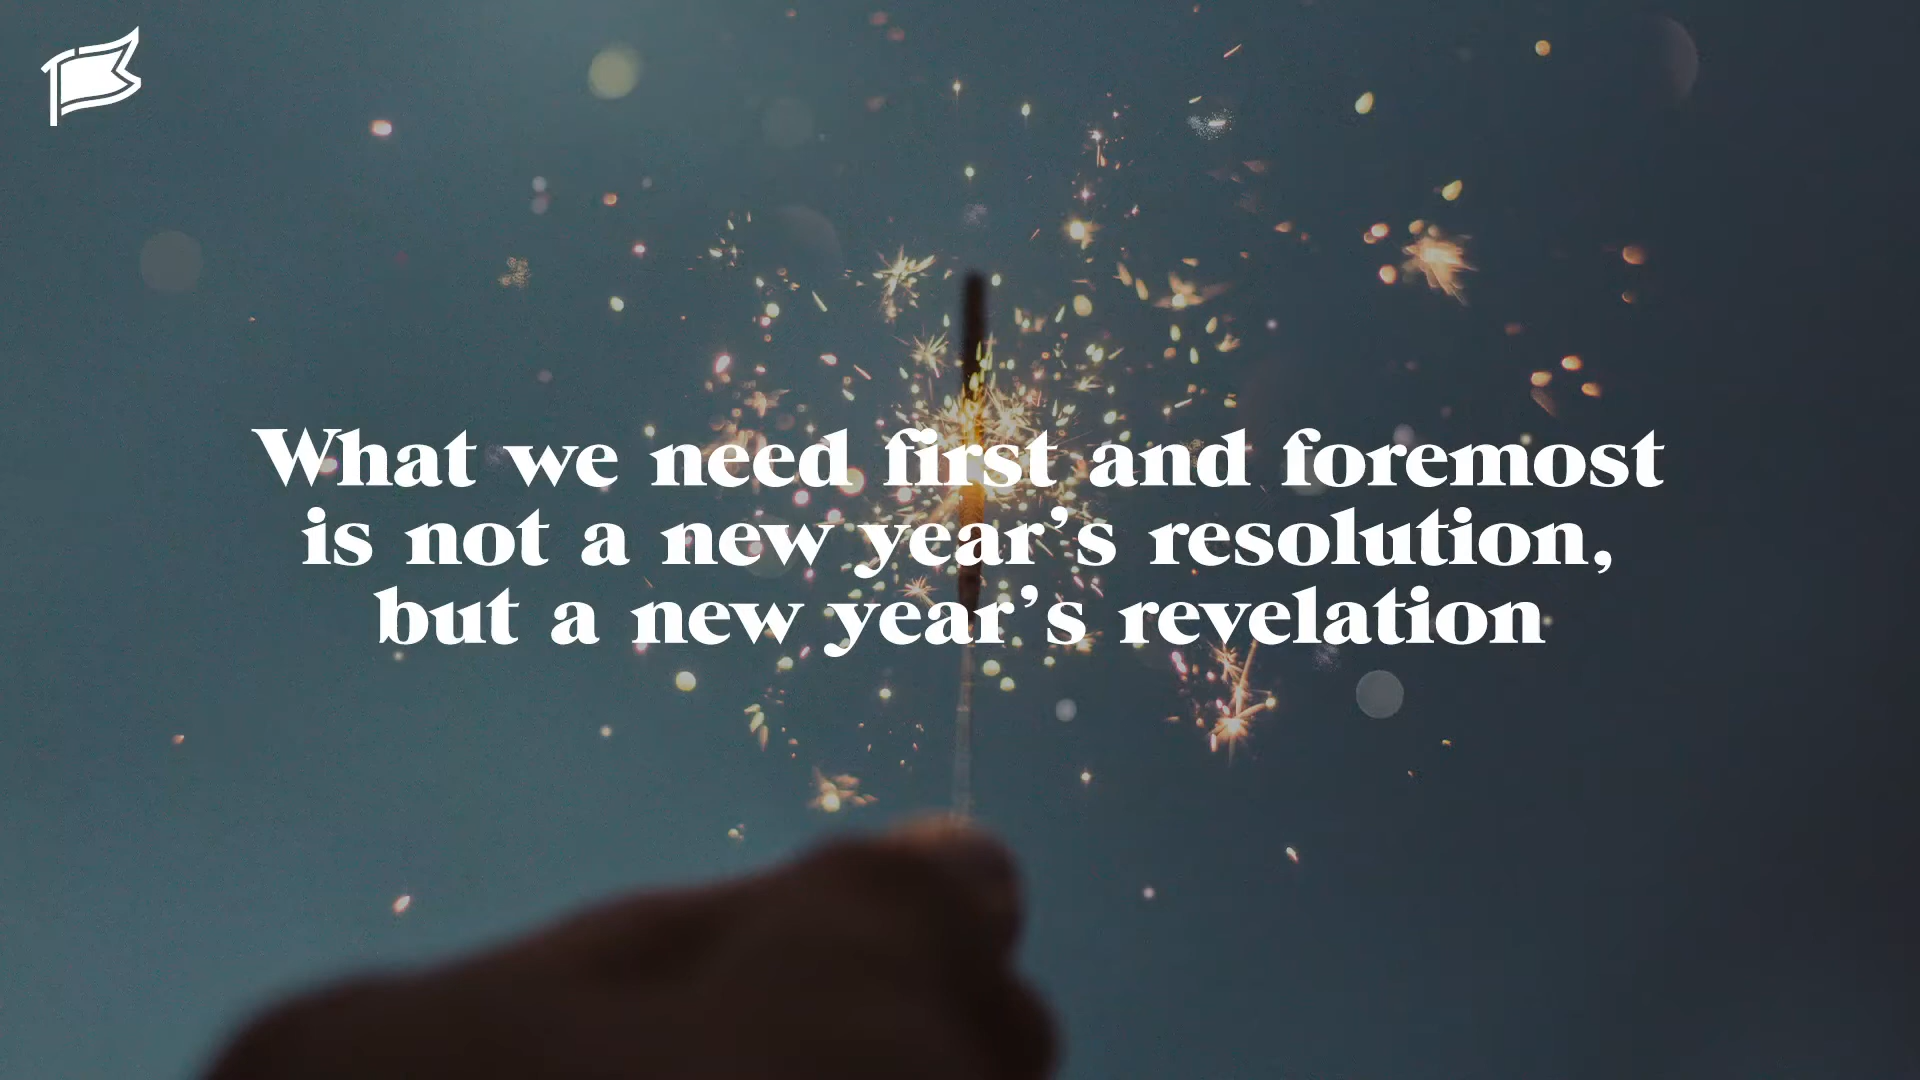 What we need first and foremost
is not a new year’s resolution,
but a new year’s revelation